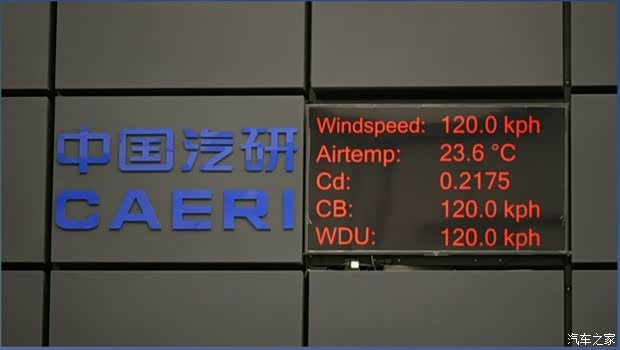 中国汽研
CAERI
Windspeed: 120.0 kph
Airtemp: 23.6 °C
Cd: 0.2175
CB: 120.0 kph
WDU: 120.0 kph
汽车之家